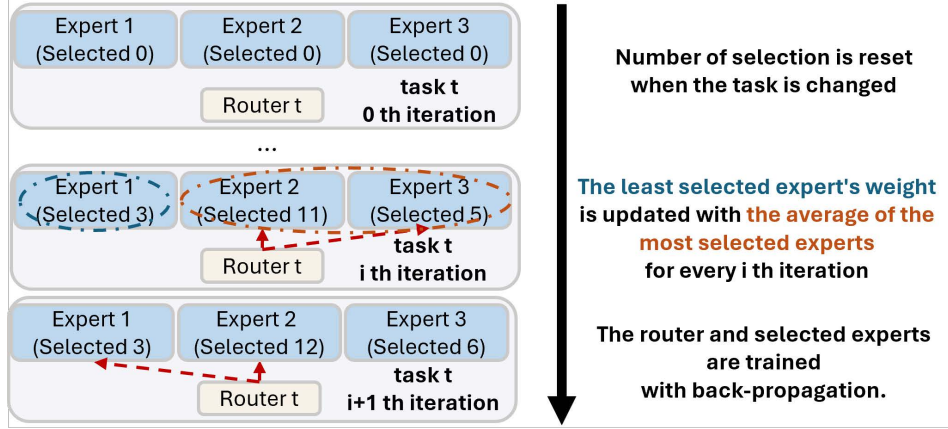 Expert 1
(Selected 0)
Expert 2
(Selected 0)
Expert 3
(Selected 0)
Router t
task t
0 th iteration
Number of selection is reset
when the task is changed
...
Expert 1
(Selected 3)
Expert 2
(Selected 11)
Expert 3
(Selected 5)
Router t
task t
i th iteration
The least selected expert's weight
is updated with the average of the
most selected experts
for every i th iteration
Expert 1
(Selected 3)
Expert 2
(Selected 12)
Expert 3
(Selected 6)
Router t
task t
i+1 th iteration
The router and selected experts
are trained
with back-propagation.